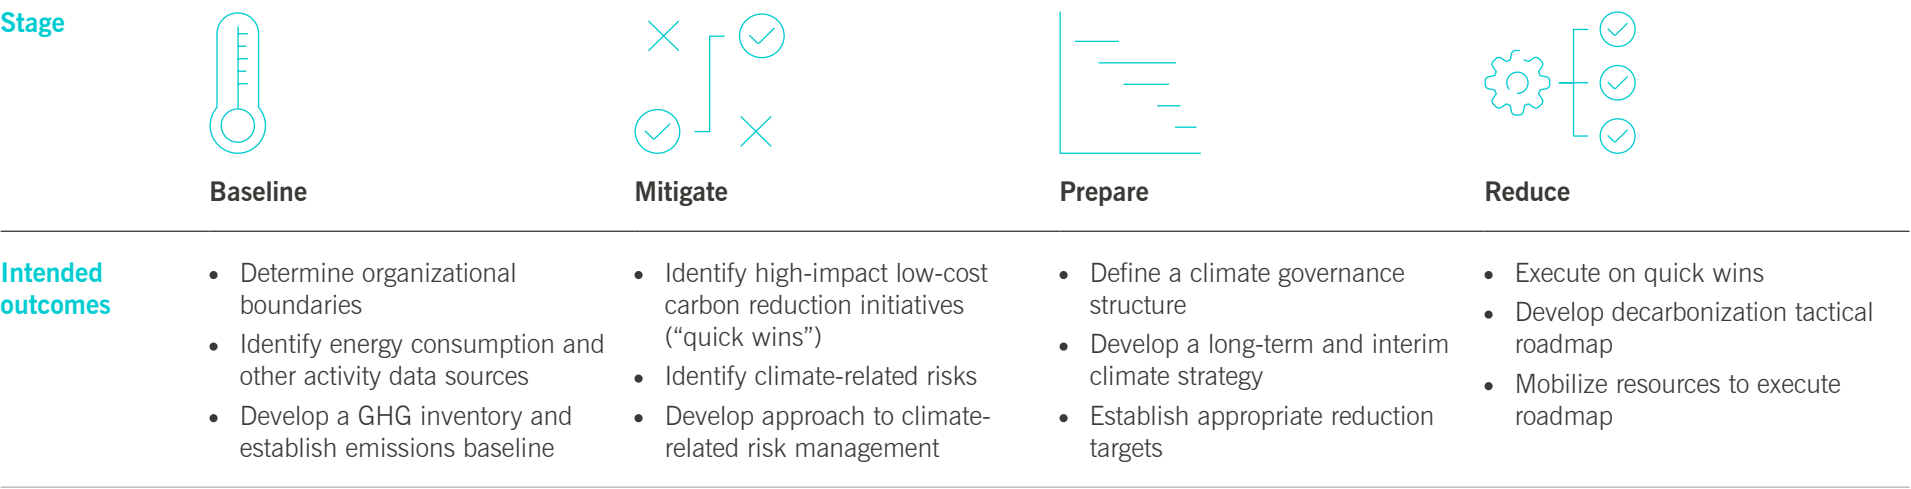 Stage
Baseline
Mitigate
Prepare
Reduce
Intended
outcomes
• Determine organizational
boundaries
• Identify energy consumption and
other activity data sources
• Develop a GHG inventory and
establish emissions baseline
• Identify high-impact low-cost
carbon reduction initiatives
(“quick wins”)
• Identify climate-related risks
• Develop approach to climate-
related risk management
• Define a climate governance
structure
• Develop a long-term and interim
climate strategy
• Establish appropriate reduction
targets
• Execute on quick wins
• Develop decarbonization tactical
roadmap
• Mobilize resources to execute
roadmap